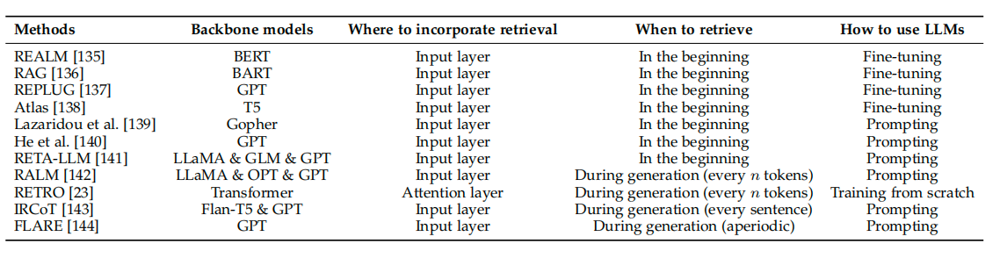 Methods Backbone models Where to incorporate retrieval When to retrieve How to use LLMs
REALM [135] BERT Input layer In the beginning Fine-tuning
RAG [136] BART Input layer In the beginning Fine-tuning
REPLUG [137] GPT Input layer In the beginning Fine-tuning
Atlas [138] T5 Input layer In the beginning Fine-tuning
Lazaridou et al. [139] Gopher Input layer In the beginning Prompting
He et al. [140] GPT Input layer In the beginning Prompting
RETA-LLM [141] LLaMA & GLM & GPT Input layer In the beginning Prompting
RALM [142] LLaMA & OPT & GPT Input layer During generation (every n tokens) Prompting
RETRO [23] Transformer Attention layer During generation (every n tokens) Training from scratch
IRCoT [143] Flan-T5 & GPT Input layer During generation (every sentence) Prompting
FLARE [144] GPT Input layer During generation (aperiodic) Prompting